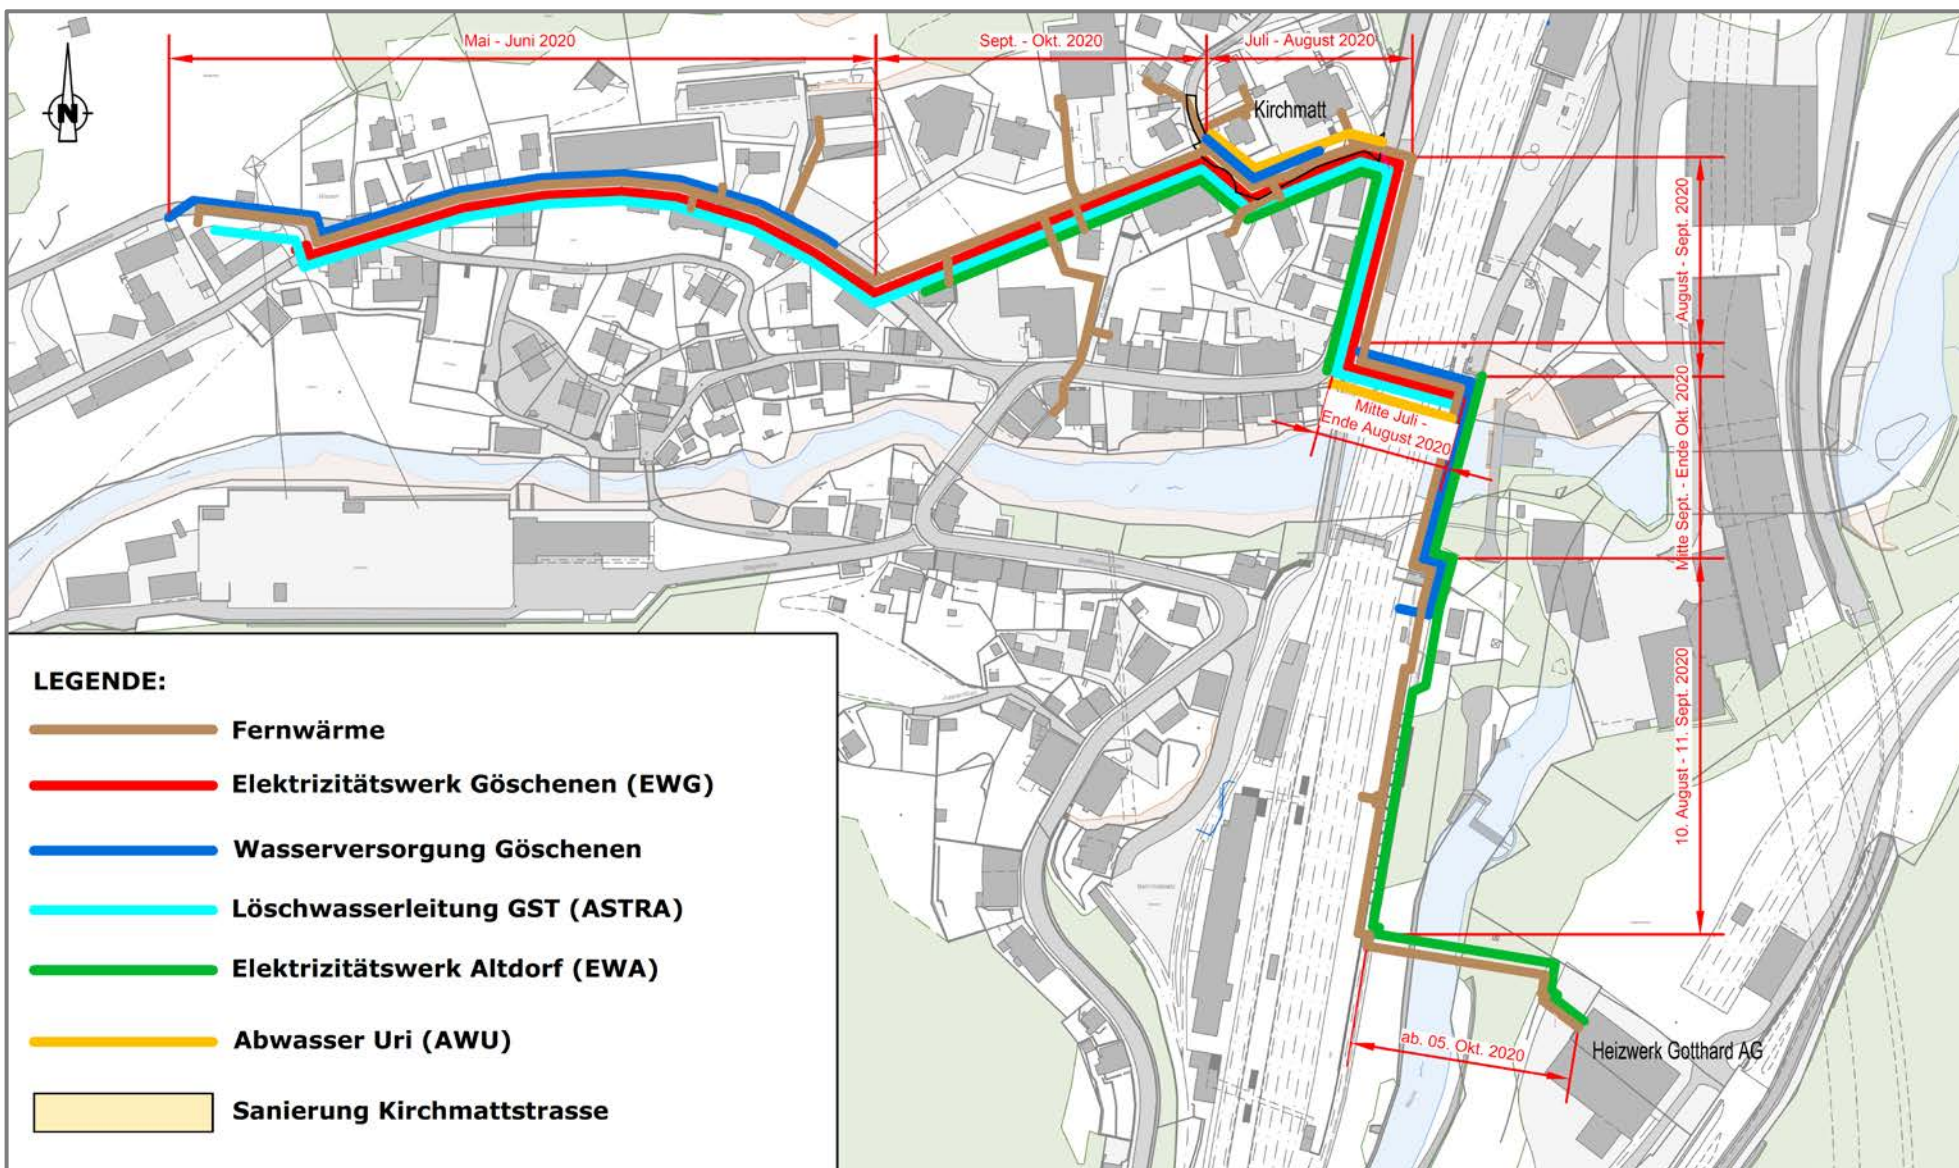 Mai - Juni 2020
Sept. - Okt. 2020
Juli - August 2020
N
Kirchmatt
August - Sept. 2020
Mitte Juli -
Ende August 2020
Mitte Sept. - Ende Okt. 2020
10. August - 11. Sept. 2020
ab. 05. Okt. 2020
Heizwerk Gotthard AG
LEGENDE:
Fernwärme
Elektrizitätswerk Göschenen (EWG)
Wasserversorgung Göschenen
Löschwasserleitung GST (ASTRA)
Elektrizitätswerk Altdorf (EWA)
Abwasser Uri (AWU)
Sanierung Kirchmattstrasse